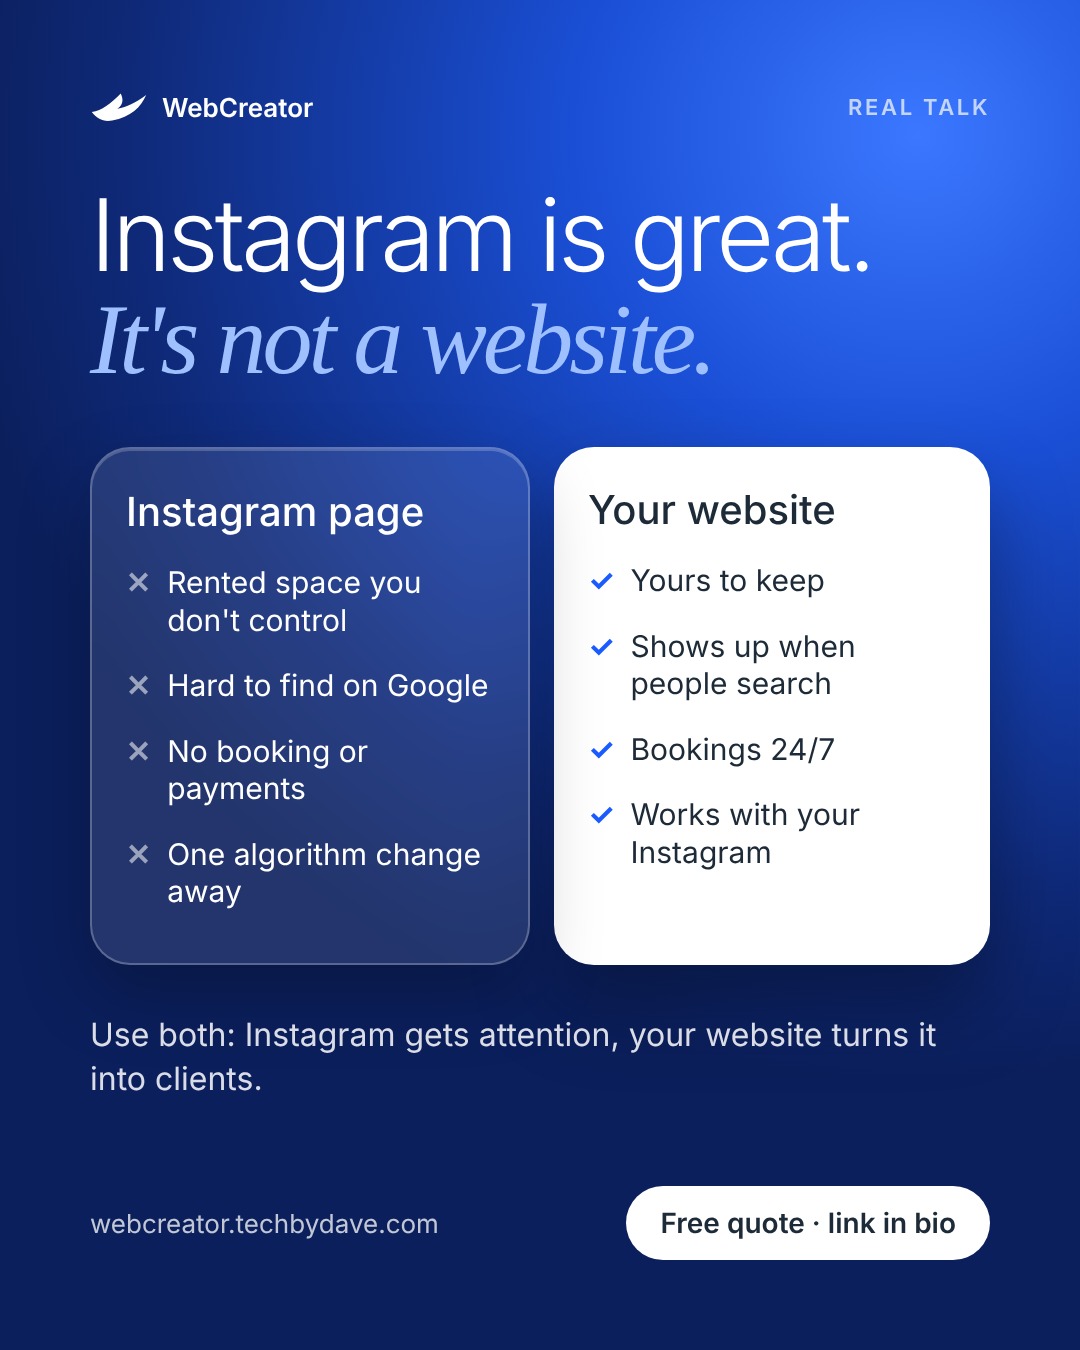 WebCreator
REAL TALK
Instagram is great.
It's not a website.
Instagram page
✕ Rented space you
don't control
✕ Hard to find on Google
✕ No booking or
payments
✕ One algorithm change
away
Your website
✓ Yours to keep
✓ Shows up when
people search
✓ Bookings 24/7
✓ Works with your
Instagram
Use both: Instagram gets attention, your website turns it
into clients.
webcreator.techbydave.com
Free quote · link in bio